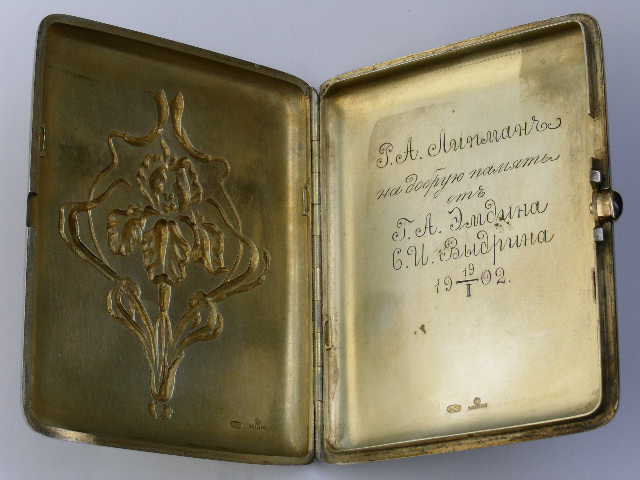 Р. А. Липманъ
на добрую память
отъ
Г. А. Эмдина
С. И. Выдрина
19 19/I 02.